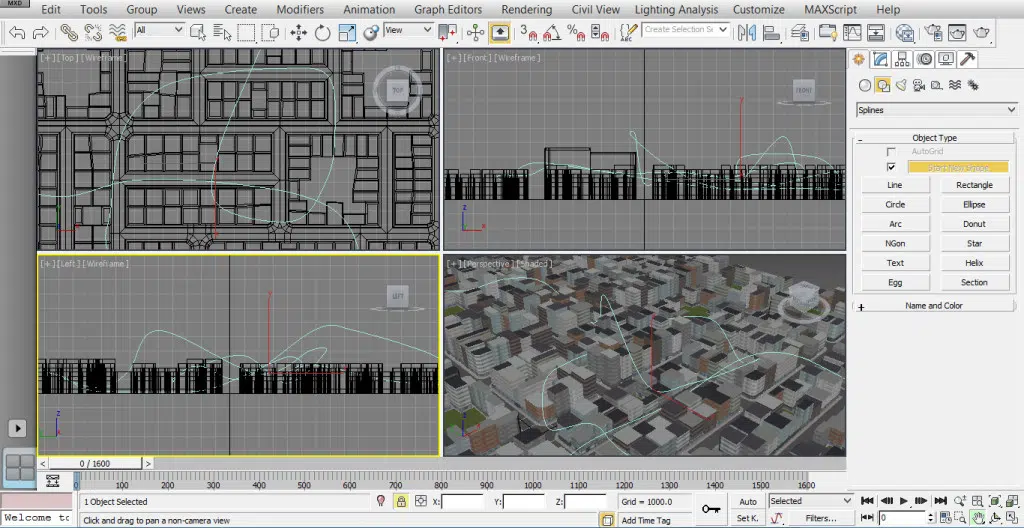 MXD
Edit Tools Group Views Create Modifiers Animation Graph Editors Rendering Civil View Lighting Analysis Customize MAXScript Help
All View 3 Create Selection Se
[+] [Top] [Wireframe] [+] [Front] [Wireframe]
TOP FRONT
Splines
Object Type
AutoGrid
Start New Shape
Line Rectangle
Circle Ellipse
Arc Donut
NGon Star
Text Helix
Egg Section
Name and Color
[+] [Left] [Wireframe] [+] [Perspective] [Shaded]
LEFT
< 0 / 1600 >
0 100 200 300 400 500 600 700 800 900 1000 1100 1200 1300 1400 1500 1600
1 Object Selected X: Y: Z: Grid = 1000.0 Auto Selected
Welcome to Click and drag to pan a non-camera view Add Time Tag Set K. Filters... 0